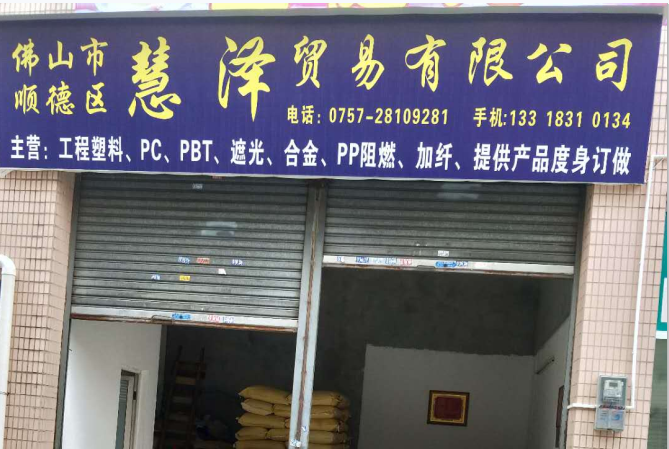 佛山市顺德区慧泽贸易有限公司
电话：0757-28109281 手机:133 1831 0134
主营：工程塑料、PC、PBT、遮光、合金、PP阻燃、加纤、提供产品度身订做